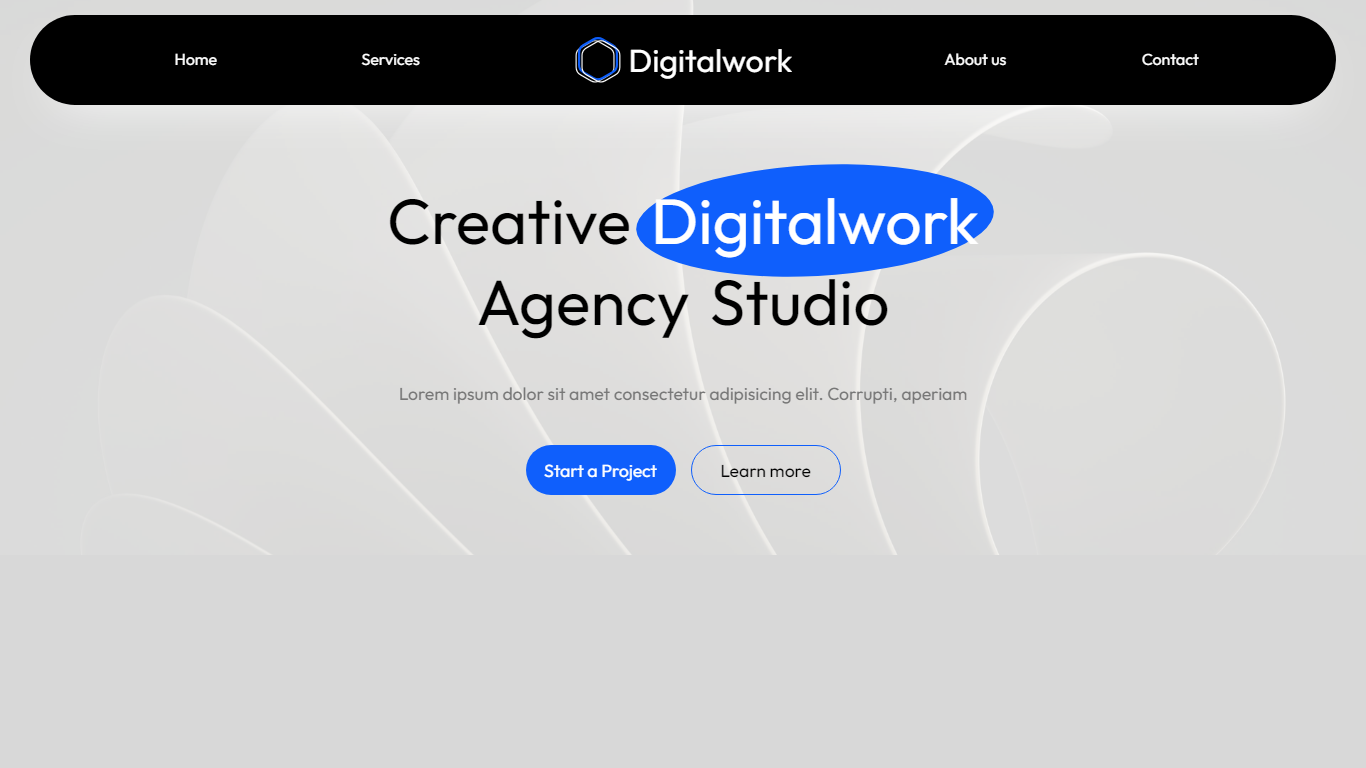 Home
Services
Digitalwork
About us
Contact
Creative Digitalwork
Agency Studio
Lorem ipsum dolor sit amet consectetur adipisicing elit. Corrupti, aperiam
Start a Project
Learn more